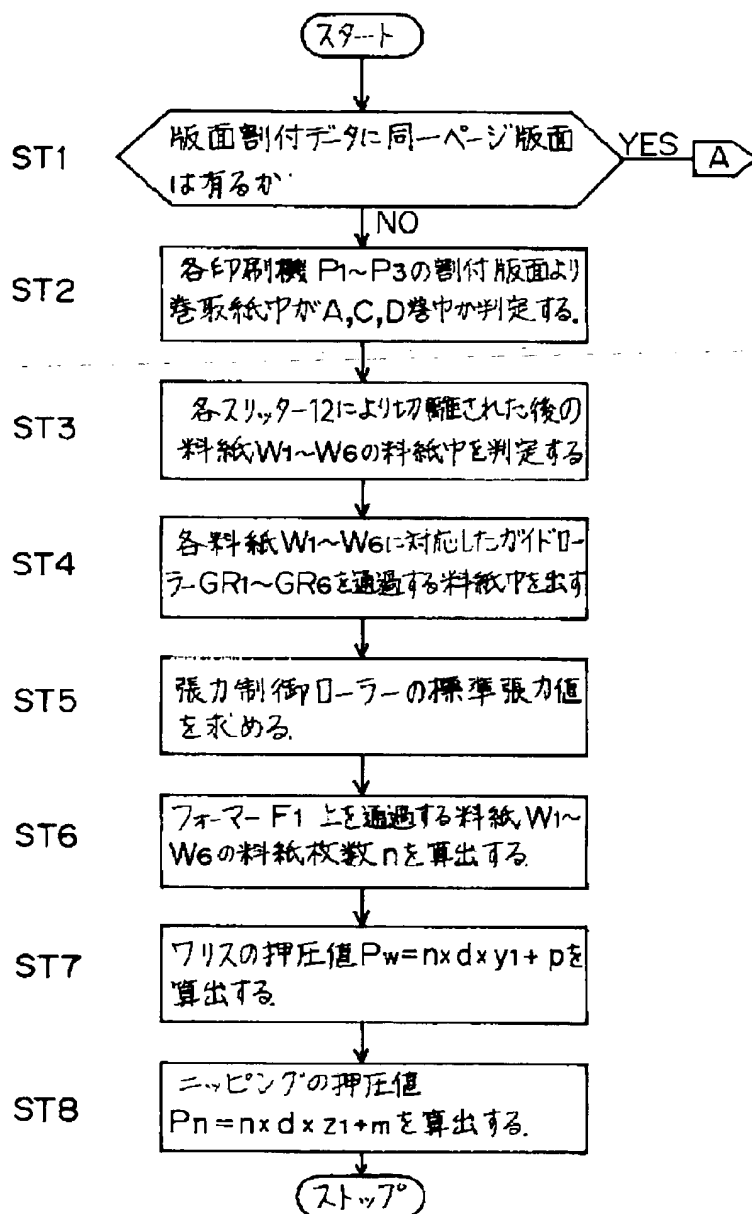 スタート
ST1
版面割付データに同一ページ版面
は有るか
YES
A
NO
ST2
各印刷機P1~P3の割付版面より
巻取紙巾がA,C,D巻巾か判定する.
ST3
各スリッター12により切離された後の
料紙W1~W6の料紙巾を判定する
ST4
各料紙W1~W6に対応したガイドロー
ラーGR1~GR6を通過する料紙巾を出す
ST5
張力制御ローラーの標準張力値
を求める.
ST6
フォーマーF1 上を通過する料紙W1~
W6の料紙枚数nを算出する
ST7
ワリスの押圧値Pw=n×d×y1+pを
算出する.
ST8
ニッピングの押圧値
Pn=n×d×z1+mを算出する.
ストップ